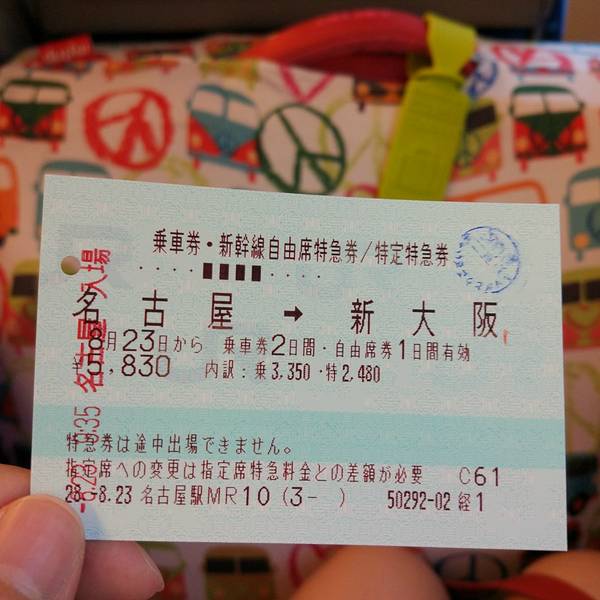 乗車券・新幹線自由席特急券/特定特急券
名古屋 → 新大阪
8月23日から 乗車券2日間・自由席券1日間有効
¥5,830 内訳:乗3,350・特2,480
特急券は途中出場できません。
指定席への変更は指定席特急料金との差額が必要 C61
28.-8.23 名古屋駅MR10 (3- ) 50292-02 経1
名古屋 入場